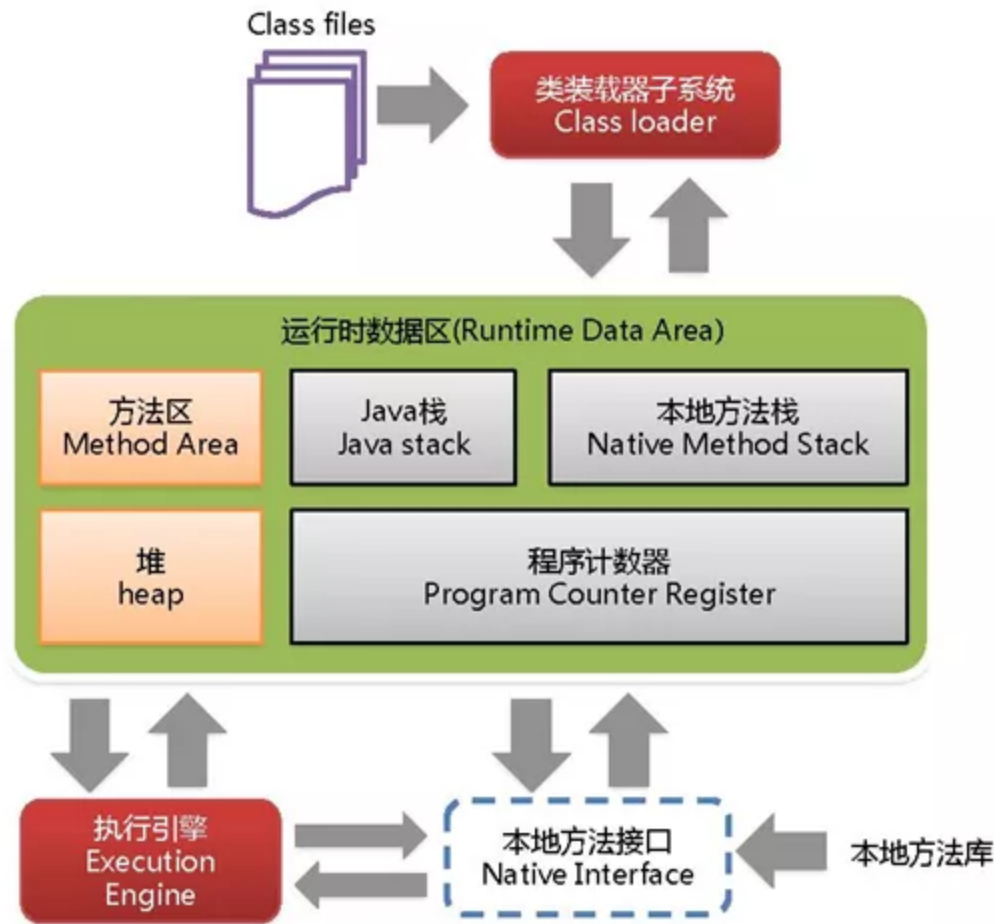 Class files
类装载器子系统
Class loader
运行时数据区(Runtime Data Area)
方法区
Method Area
Java栈
Java stack
本地方法栈
Native Method Stack
堆
heap
程序计数器
Program Counter Register
执行引擎
Execution
Engine
本地方法接口
Native Interface
本地方法库